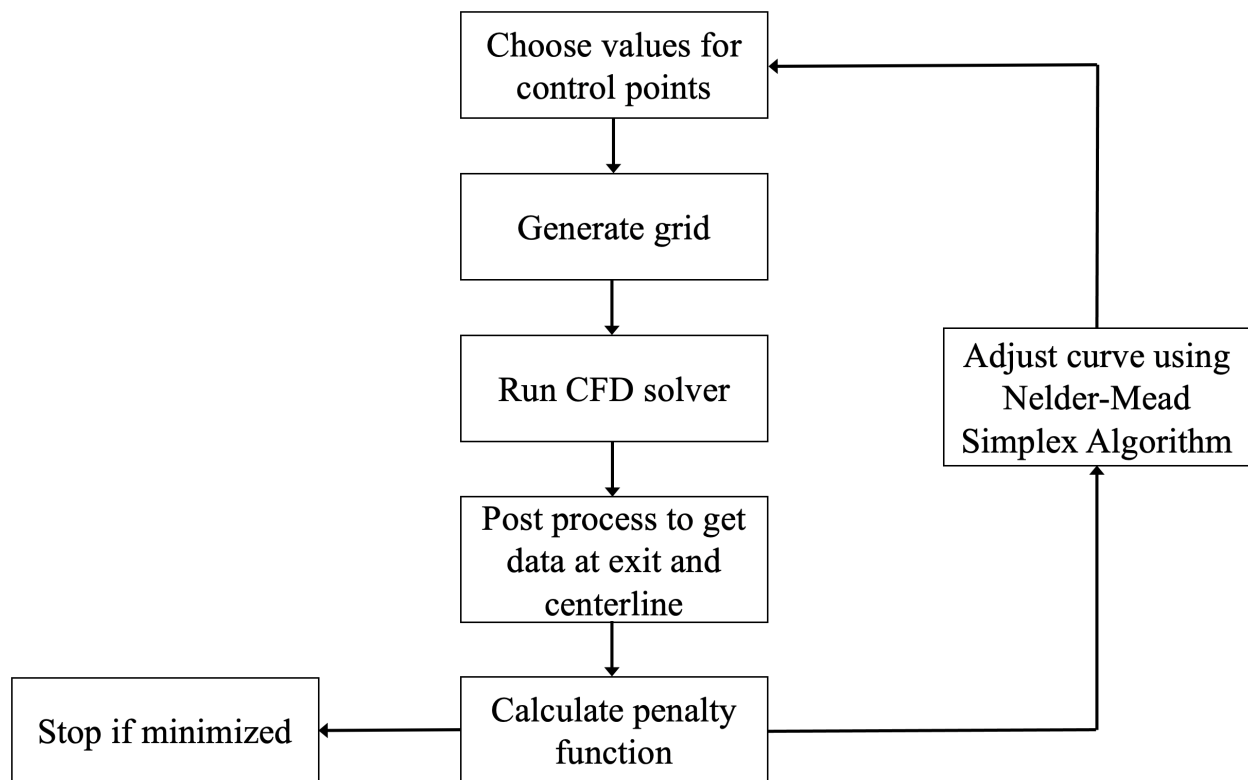 Choose values for
control points
Generate grid
Run CFD solver
Adjust curve using
Nelder-Mead
Simplex Algorithm
Post process to get
data at exit and
centerline
Stop if minimized
Calculate penalty
function